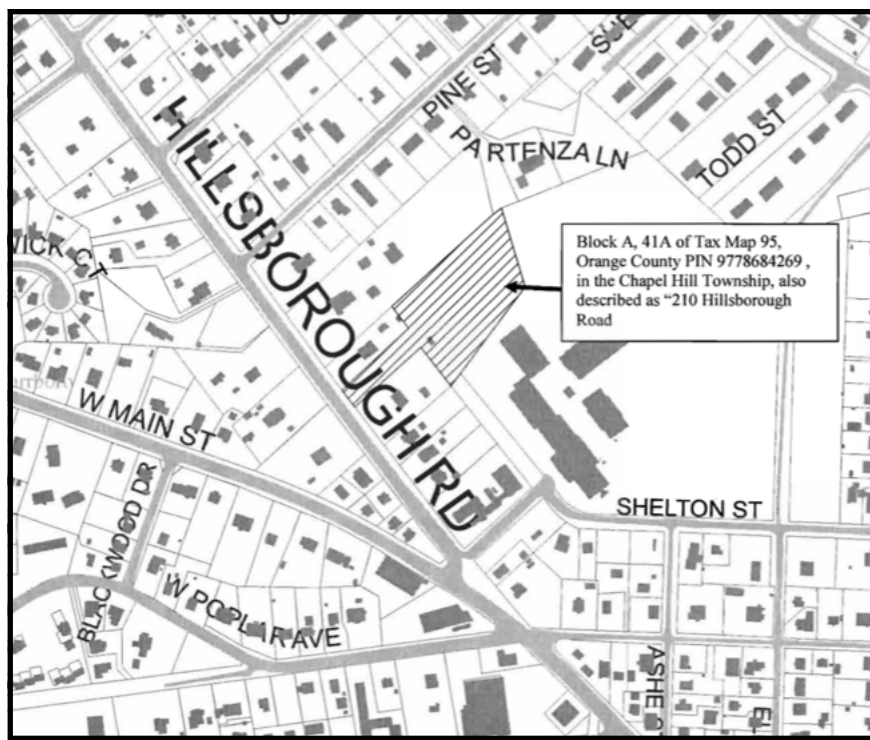 PINE ST
PARTENZA LN
TODD ST
HILLSBOROUGH RD
WICK CT
Block A, 41A of Tax Map 95,
Orange County PIN 9778684269 ,
in the Chapel Hill Township, also
described as “210 Hillsborough
Road
W MAIN ST
BLACKWOOD DR
W POPLAR AVE
SHELTON ST
ASHE
EL